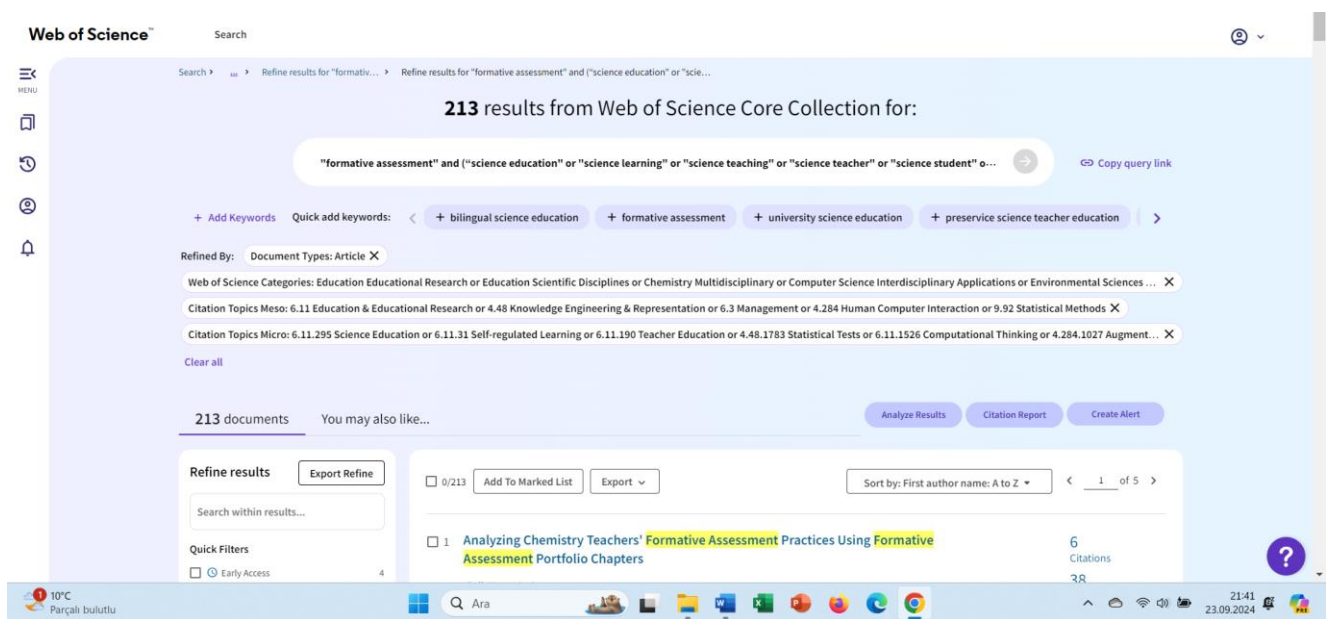 Web of Science™ Search
MENU
Search > ... > Refine results for "formativ... > Refine results for "formative assessment" and ("science education" or "scie...
213 results from Web of Science Core Collection for:
"formative assessment" and ("science education" or "science learning" or "science teaching" or "science teacher" or "science student" o...
Copy query link
+ Add Keywords Quick add keywords: < + bilingual science education + formative assessment + university science education + preservice science teacher education >
Refined By: Document Types: Article X
Web of Science Categories: Education Educational Research or Education Scientific Disciplines or Chemistry Multidisciplinary or Computer Science Interdisciplinary Applications or Environmental Sciences ... X
Citation Topics Meso: 6.11 Education & Educational Research or 4.48 Knowledge Engineering & Representation or 6.3 Management or 4.284 Human Computer Interaction or 9.92 Statistical Methods X
Citation Topics Micro: 6.11.295 Science Education or 6.11.31 Self-regulated Learning or 6.11.190 Teacher Education or 4.48.1783 Statistical Tests or 6.11.1526 Computational Thinking or 4.284.1027 Augment... X
Clear all
213 documents You may also like...
Analyze Results Citation Report Create Alert
Refine results Export Refine
Search within results...
Quick Filters
Early Access 4
0/213 Add To Marked List Export
Sort by: First author name: A to Z < 1 of 5 >
1 Analyzing Chemistry Teachers' Formative Assessment Practices Using Formative
Assessment Portfolio Chapters
6
Citations
38
?
10°C
Parçalı bulutlu
Ara
21:41
23.09.2024